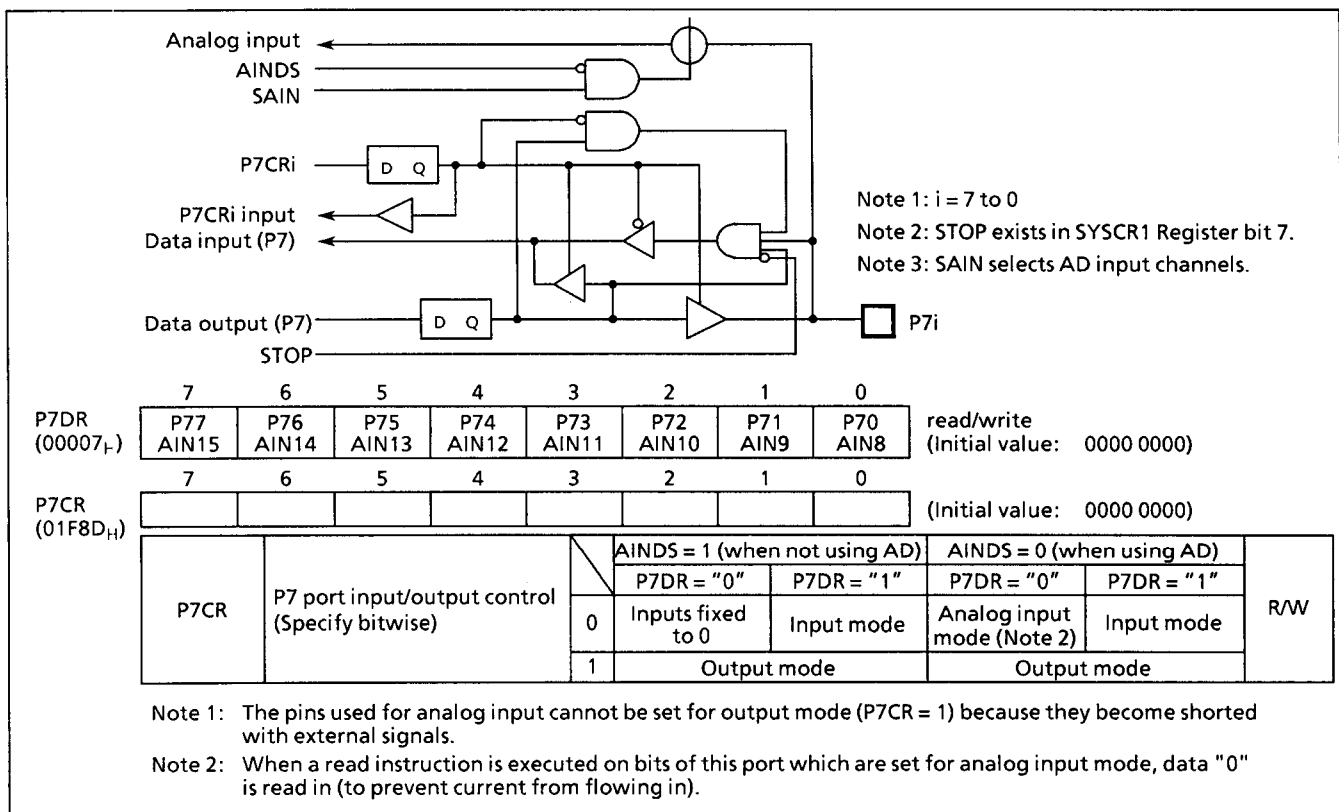 Analog input
AINDS
SAIN
P7CRi
D Q
P7CRi input
Data input (P7)
Data output (P7)
D Q
STOP
P7i
Note 1: i = 7 to 0
Note 2: STOP exists in SYSCR1 Register bit 7.
Note 3: SAIN selects AD input channels.
7 6 5 4 3 2 1 0
P7DR
(00007H)
P77 P76 P75 P74 P73 P72 P71 P70
AIN15 AIN14 AIN13 AIN12 AIN11 AIN10 AIN9 AIN8
read/write
(Initial value: 0000 0000)
7 6 5 4 3 2 1 0
P7CR
(01F8DH)
(Initial value: 0000 0000)
P7CR
P7 port input/output control
(Specify bitwise)
AINDS = 1 (when not using AD) AINDS = 0 (when using AD)
P7DR = "0" P7DR = "1" P7DR = "0" P7DR = "1"
0
Inputs fixed
to 0
Input mode
Analog input
mode (Note 2)
Input mode
1 Output mode Output mode
R/W
Note 1: The pins used for analog input cannot be set for output mode (P7CR = 1) because they become shorted
with external signals.
Note 2: When a read instruction is executed on bits of this port which are set for analog input mode, data "0"
is read in (to prevent current from flowing in).